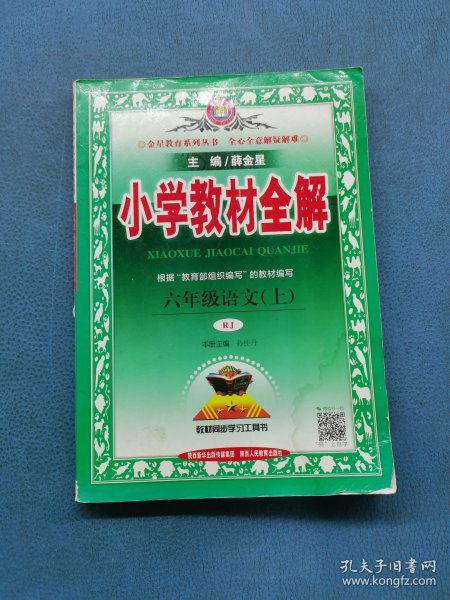 金星教育系列丛书 全心全意解疑解难
主 编/薛金星
小学教材全解
XIAOXUE JIAOCAI QUANJIE
根据“教育部组织编写”的教材编写
六年级语文(上)
RJ
本册主编 孙桂丹
教材同步学习工具书
陕西新华出版传媒集团 陕西人民教育出版社
孔夫子旧书网
www.kongfz.com